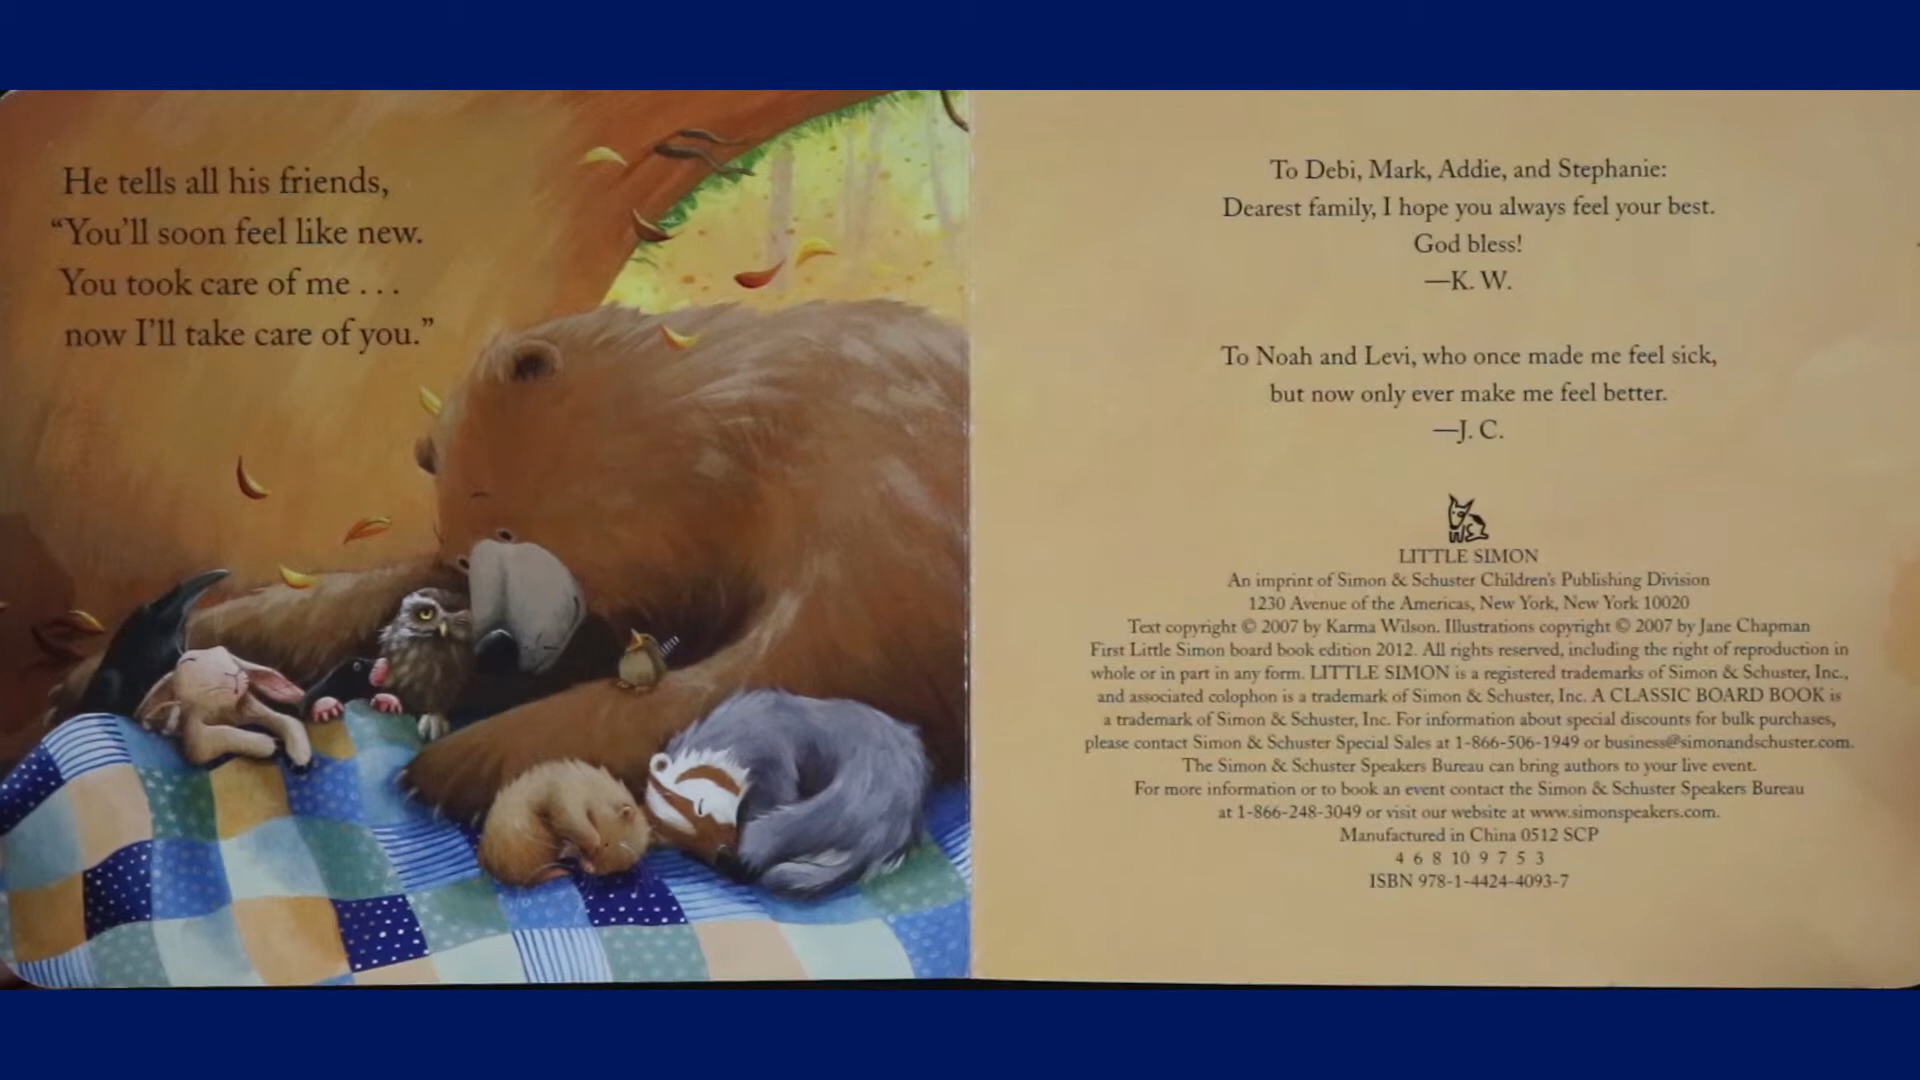 He tells all his friends,
“You’ll soon feel like new.
You took care of me . . .
now I’ll take care of you.”
To Debi, Mark, Addie, and Stephanie:
Dearest family, I hope you always feel your best.
God bless!
—K. W.
To Noah and Levi, who once made me feel sick,
but now only ever make me feel better.
—J. C.
LITTLE SIMON
An imprint of Simon & Schuster Children’s Publishing Division
1230 Avenue of the Americas, New York, New York 10020
Text copyright © 2007 by Karma Wilson. Illustrations copyright © 2007 by Jane Chapman
First Little Simon board book edition 2012. All rights reserved, including the right of reproduction in
whole or in part in any form. LITTLE SIMON is a registered trademarks of Simon & Schuster, Inc.,
and associated colophon is a trademark of Simon & Schuster, Inc. A CLASSIC BOARD BOOK is
a trademark of Simon & Schuster, Inc. For information about special discounts for bulk purchases,
please contact Simon & Schuster Special Sales at 1-866-506-1949 or business@simonandschuster.com.
The Simon & Schuster Speakers Bureau can bring authors to your live event.
For more information or to book an event contact the Simon & Schuster Speakers Bureau
at 1-866-248-3049 or visit our website at www.simonspeakers.com.
Manufactured in China 0512 SCP
4 6 8 10 9 7 5 3
ISBN 978-1-4424-4093-7